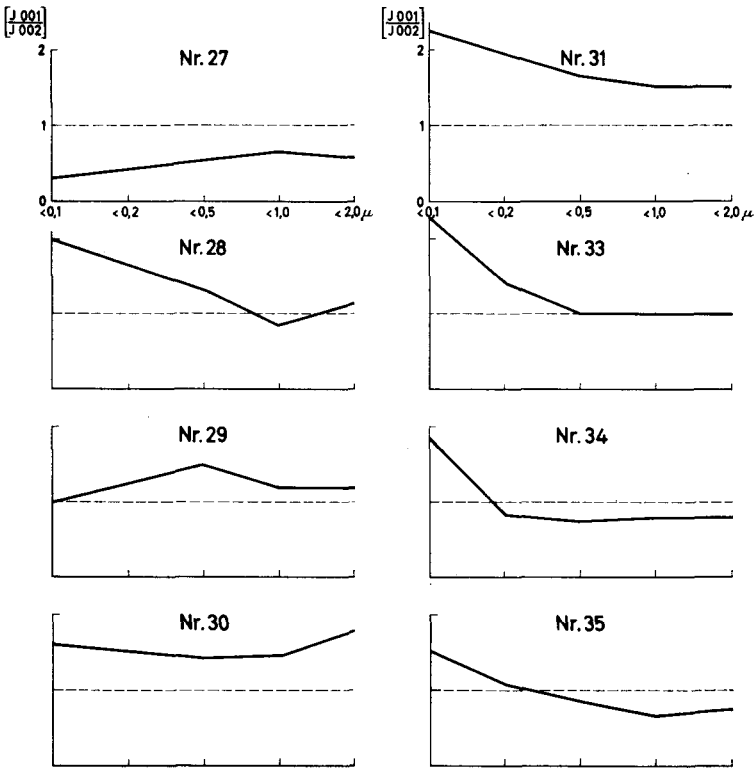 [J 001 / J 002]
[J 001 / J 002]
2
Nr. 27
1
0
<0,1 <0,2 <0,5 <1,0 <2,0 μ
2
Nr. 31
1
0
<0,1 <0,2 <0,5 <1,0 <2,0 μ
Nr. 28
Nr. 33
Nr. 29
Nr. 34
Nr. 30
Nr. 35